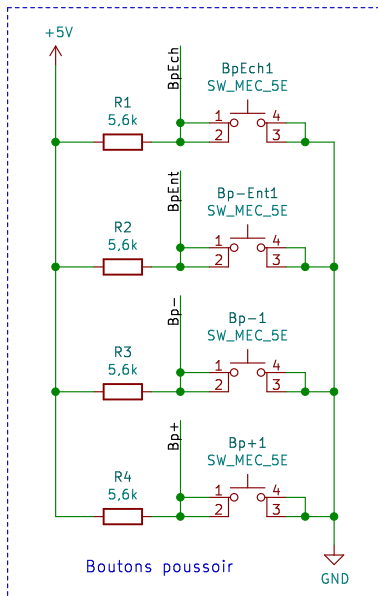 +5V
BpEch
BpEch1
SW_MEC_5E
R1
5,6k
1
2
4
3
BpEnt
Bp-Ent1
SW_MEC_5E
R2
5,6k
1
2
4
3
Bp-
Bp-1
SW_MEC_5E
R3
5,6k
1
2
4
3
Bp+
Bp+1
SW_MEC_5E
R4
5,6k
1
2
4
3
Boutons poussoir
GND